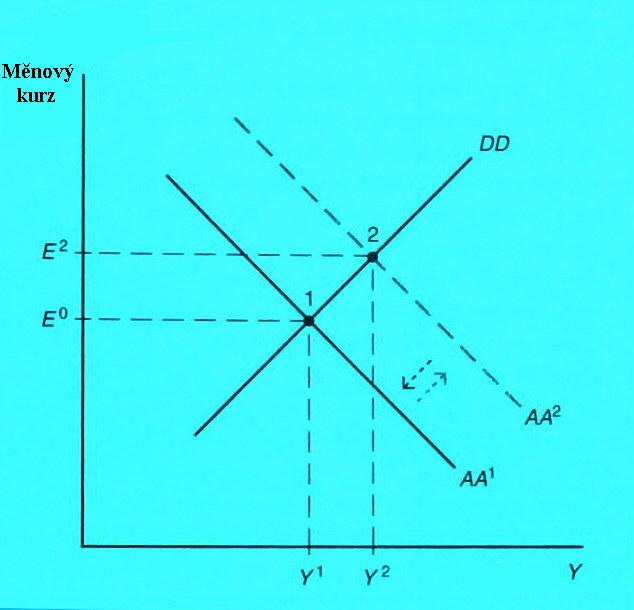 Měnový
kurz
DD
2
E²
1
E⁰
AA²
AA¹
Y¹ Y² Y